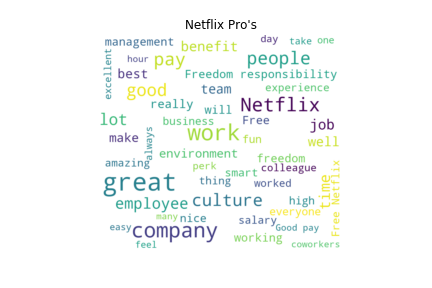 Netflix Pro's
management
day
take
one
benefit
hour
pay
people
excellent
best
Freedom responsibility
good
team
experience
really
will
Netflix
lot
business
Free
job
make
always
work
fun
well
environment
freedom
amazing
perk
smart
colleague
great
thing
worked
time
Free Netflix
employee
culture
high
everyone
many
nice
salary
easy
company
Good pay
feel
working
coworkers